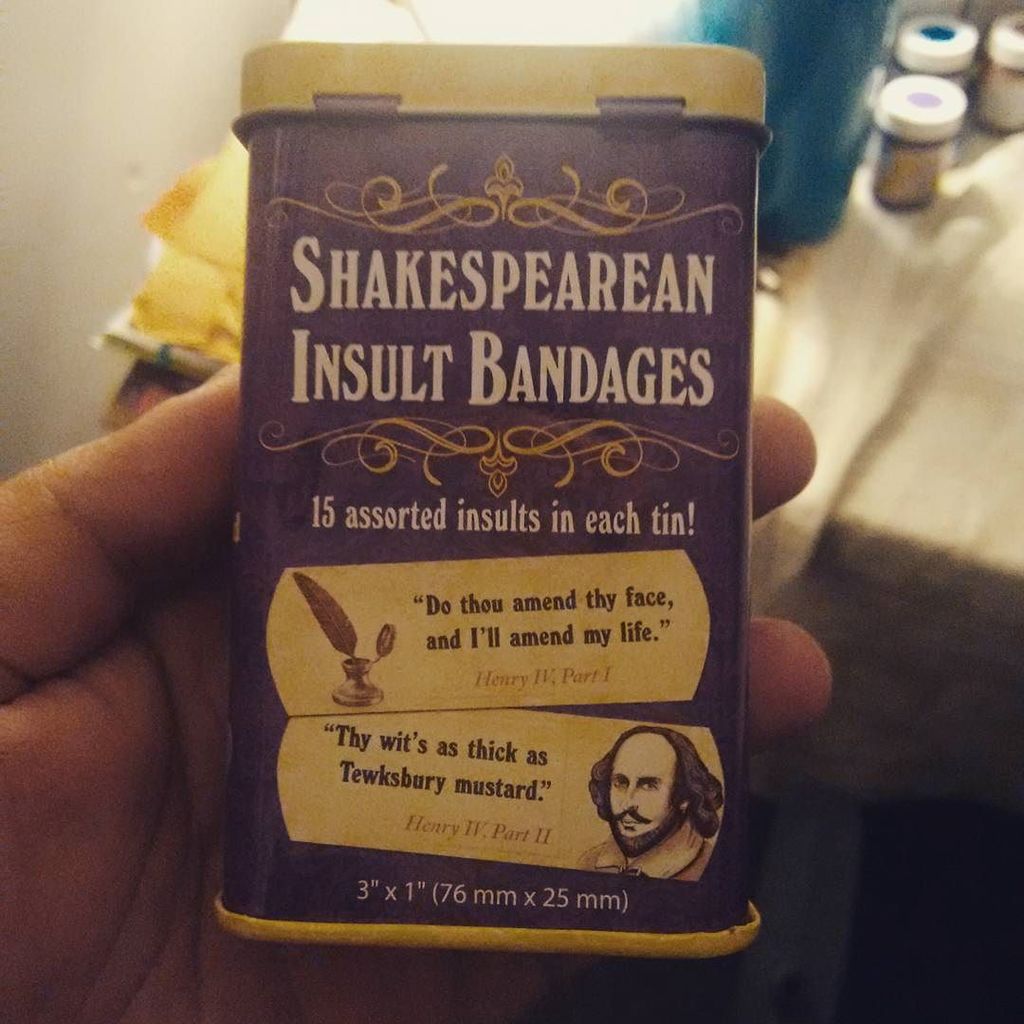 SHAKESPEAREAN
INSULT BANDAGES
15 assorted insults in each tin!
“Do thou amend thy face,
and I’ll amend my life.”
Henry IV, Part I
“Thy wit’s as thick as
Tewksbury mustard.”
Henry IV, Part II
3" x 1" (76 mm x 25 mm)